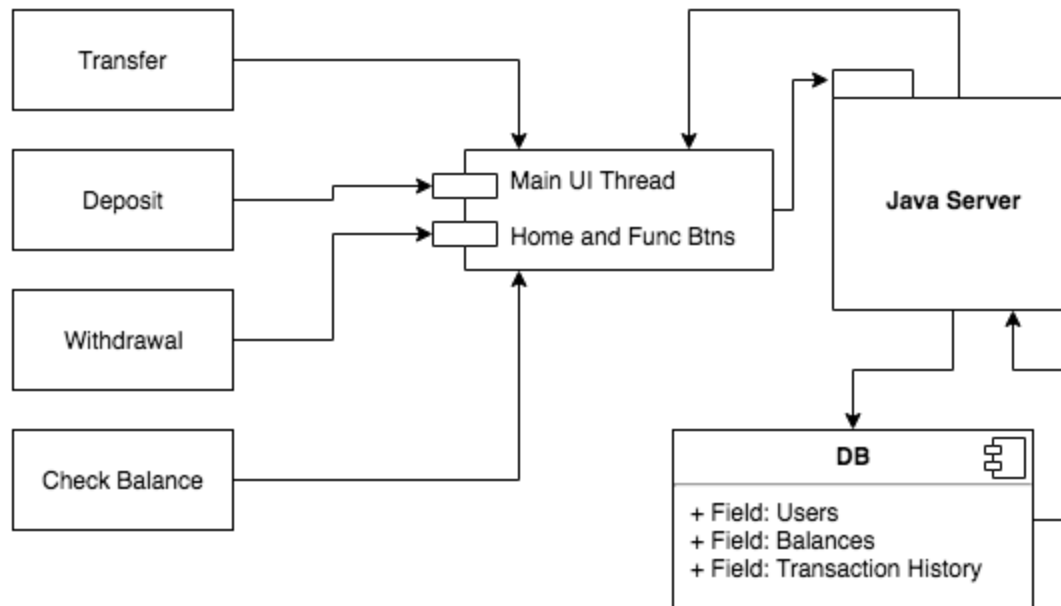 Transfer
Deposit
Withdrawal
Check Balance
Main UI Thread
Home and Func Btns
Java Server
DB
+ Field: Users
+ Field: Balances
+ Field: Transaction History